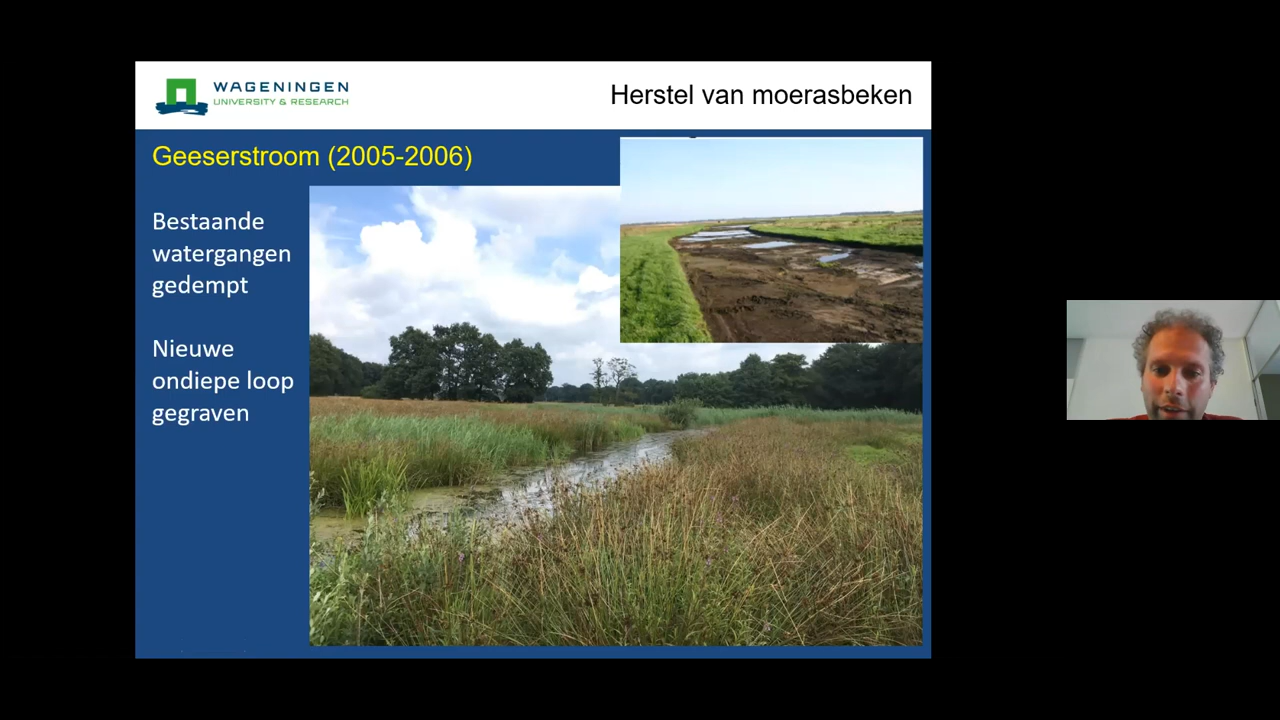 WAGENINGEN
UNIVERSITY & RESEARCH
Herstel van moerasbeken
Geeserstroom (2005-2006)
Bestaande
watergangen
gedempt
Nieuwe
ondiepe loop
gegraven